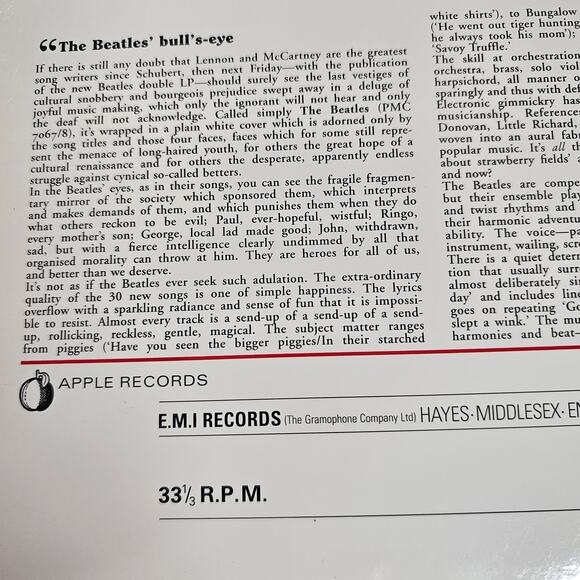 “The Beatles’ bull’s-eye
If there is still any doubt that Lennon and McCartney are the greatest
song writers since Schubert, then next Friday—with the publication
of the new Beatles double LP—should surely see the last vestiges of
cultural snobbery and bourgeois prejudice swept away in a deluge of
joyful music making, which only the ignorant will not hear and only
the deaf will not acknowledge. Called simply The Beatles (PMC
7067/8), it’s wrapped in a plain white cover which is adorned only by
the song titles and those four faces, faces which for some still repre-
sent the menace of long-haired youth, for others the great hope of a
cultural renaissance and for others the desperate, apparently endless
struggle against cynical so-called betters.
In the Beatles’ eyes, as in their songs, you can see the fragile fragmen-
tary mirror of the society which sponsored them, which interprets
and makes demands of them, and which punishes them when they do
what others reckon to be evil; Paul, ever-hopeful, wistful; Ringo,
every mother’s son; George, local lad made good; John, withdrawn,
sad, but with a fierce intelligence clearly undimmed by all that
organised morality can throw at him. They are heroes for all of us,
and better than we deserve.
It’s not as if the Beatles ever seek such adulation. The extra-ordinary
quality of the 30 new songs is one of simple happiness. The lyrics
overflow with a sparkling radiance and sense of fun that it is impossi-
ble to resist. Almost every track is a send-up of a send-up of a send-
up, rollicking, reckless, gentle, magical. The subject matter ranges
from piggies (‘Have you seen the bigger piggies/In their starched
white shirts’), to Bungalow
(‘He went out tiger hunting
he always took his mom’);
‘Savoy Truffle.’
The skill at orchestration
orchestra, brass, solo viol
harpsichord, all manner o
sparingly and thus with def
Electronic gimmickry has
musicianship. Reference
Donovan, Little Richard,
woven into an aural fabr
popular music. It’s all th
about strawberry fields’ a
and now?
The Beatles are compe
but their ensemble play
and twist rhythms and
their harmonic adventu
ability. The voice—pa
instrument, wailing, scre
There is a quiet determ
tion that usually surr
almost deliberately sin
day’ and includes line
goes on repeating ‘Go
slept a wink.’ The mu
harmonies and beat—
APPLE RECORDS
E.M.I RECORDS (The Gramophone Company Ltd) HAYES·MIDDLESEX·EN
33⅓ R.P.M.